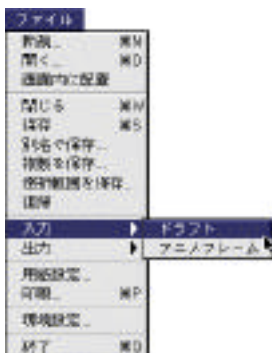 ファイル
新規... ⌘N
開く... ⌘O
画面内に配置
閉じる ⌘W
保存 ⌘S
別名で保存...
複製を保存...
選択範囲を保存...
復帰
入力
ドラフト
出力
アニメフレーム
用紙設定...
印刷... ⌘P
環境設定...
終了 ⌘Q